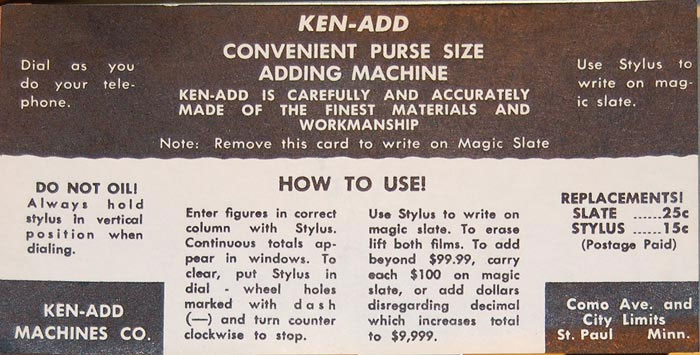 KEN-ADD
CONVENIENT PURSE SIZE
ADDING MACHINE
KEN-ADD IS CAREFULLY AND ACCURATELY
MADE OF THE FINEST MATERIALS AND
WORKMANSHIP
Note: Remove this card to write on Magic Slate
Dial as you
do your tele-
phone.
Use Stylus to
write on mag-
ic slate.
DO NOT OIL!
Always hold
stylus in vertical
position when
dialing.
KEN-ADD
MACHINES CO.
HOW TO USE!
Enter figures in correct
column with Stylus.
Continuous totals ap-
pear in windows. To
clear, put Stylus in
dial - wheel holes
marked with dash
(—) and turn counter
clockwise to stop.
Use Stylus to write on
magic slate. To erase
lift both films. To add
beyond $99.99, carry
each $100 on magic
slate, or add dollars
disregarding decimal
which increases total
to $9,999.
REPLACEMENTS!
SLATE ......25c
STYLUS .....15c
(Postage Paid)
Como Ave. and
City Limits
St. Paul Minn.